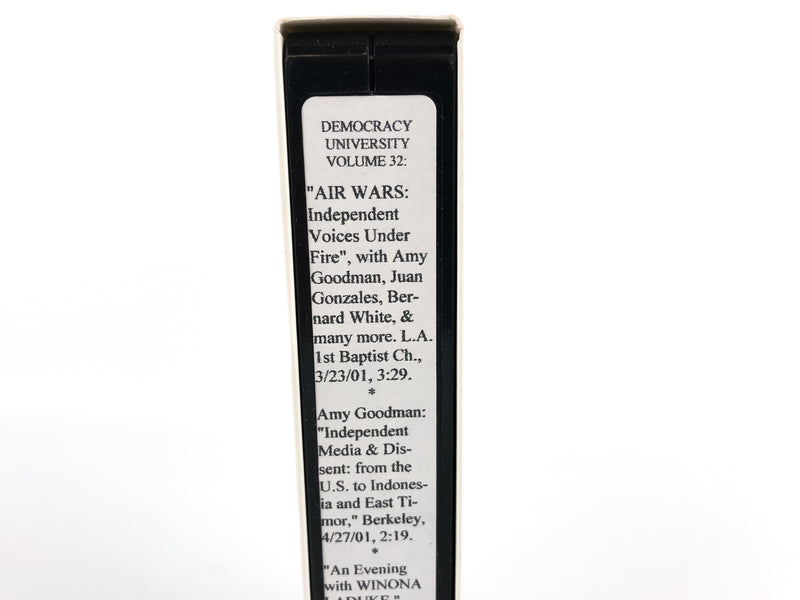 DEMOCRACY
UNIVERSITY
VOLUME 32:
"AIR WARS:
Independent
Voices Under
Fire", with Amy
Goodman, Juan
Gonzales, Ber-
nard White, &
many more. L.A.
1st Baptist Ch.,
3/23/01, 3:29.
*
Amy Goodman:
"Independent
Media & Dis-
sent: from the
U.S. to Indones-
ia and East Ti-
mor," Berkeley,
4/27/01, 2:19.
*
"An Evening
with WINONA
LADUKE,"